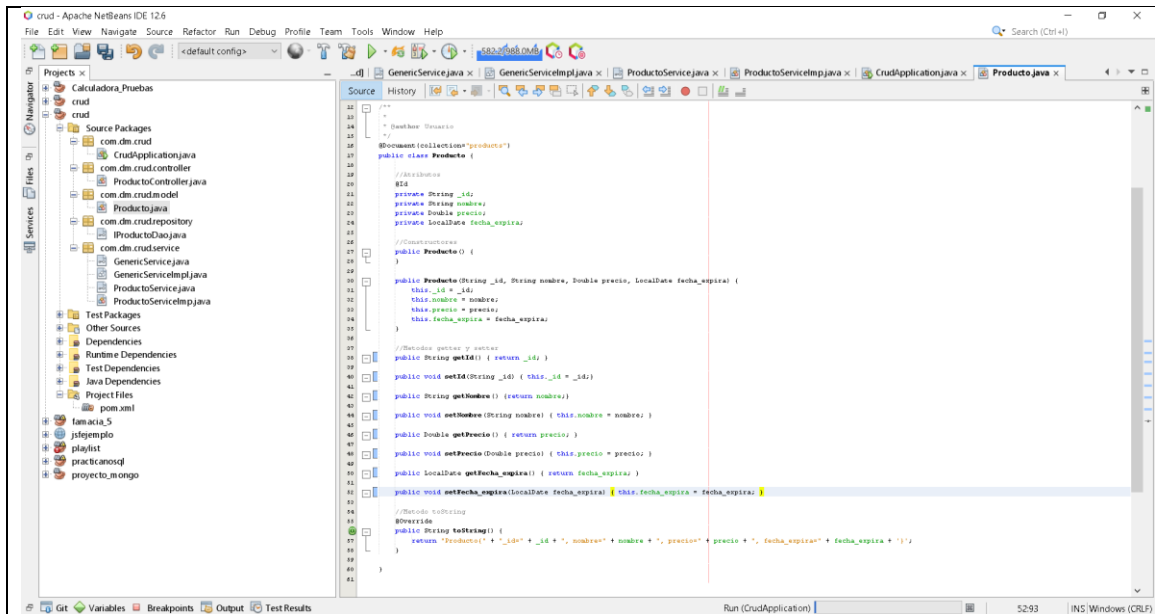 crud - Apache NetBeans IDE 12.6
File Edit View Navigate Source Refactor Run Debug Profile Team Tools Window Help
Search (Ctrl+I)
<default config>
Projects
..d] GenericService.java GenericServiceImpl.java ProductoService.java ProductoServiceImp.java CrudApplication.java Producto.java
Source History
Navigator
Files
Services
Calculadora_Pruebas
crud
crud
Source Packages
com.dm.crud
CrudApplication.java
com.dm.crud.controller
ProductoController.java
com.dm.crud.model
Producto.java
com.dm.crud.repository
IProductoDao.java
com.dm.crud.service
GenericService.java
GenericServiceImpl.java
ProductoService.java
ProductoServiceImp.java
Test Packages
Other Sources
Dependencies
Runtime Dependencies
Test Dependencies
Java Dependencies
Project Files
pom.xml
famacia_5
jsfejemplo
playlist
practicanosql
proyecto_mongo
/**
*
* @author Usuario
*/
@Document(collection="products")
public class Producto {
//Atributos
@Id
private String _id;
private String nombre;
private Double precio;
private LocalDate fecha_expira;
//Constructores
public Producto() {
}
public Producto(String _id, String nombre, Double precio, LocalDate fecha_expira) {
this._id = _id;
this.nombre = nombre;
this.precio = precio;
this.fecha_expira = fecha_expira;
}
//Metodos getter y setter
public String getId() { return _id; }
public void setId(String _id) { this._id = _id;}
public String getNombre() {return nombre;}
public void setNombre(String nombre) { this.nombre = nombre; }
public Double getPrecio() { return precio; }
public void setPrecio(Double precio) { this.precio = precio; }
public LocalDate getFecha_expira() { return fecha_expira; }
public void setFecha_expira(LocalDate fecha_expira) { this.fecha_expira = fecha_expira; }
//Metodo toString
@Override
public String toString() {
return "Producto{" + "_id=" + _id + ", nombre=" + nombre + ", precio=" + precio + ", fecha_expira=" + fecha_expira + '}';
}
}
Git Variables Breakpoints Output Test Results
Run (CrudApplication)
52:93 INS Windows (CRLF)